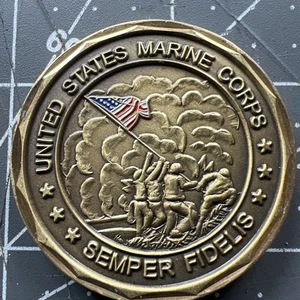 UNITED STATES MARINE CORPS
SEMPER FIDELIS